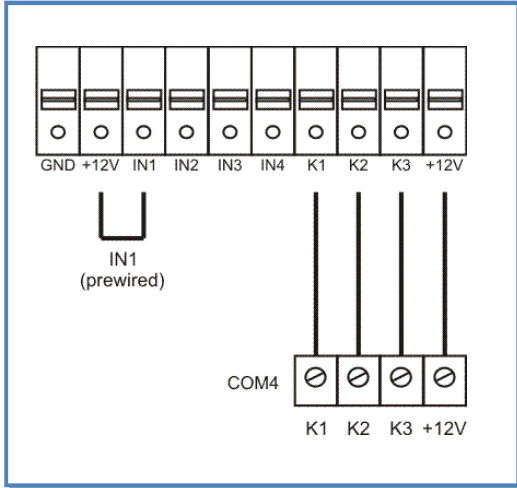 GND +12V IN1 IN2 IN3 IN4 K1 K2 K3 +12V
IN1
(prewired)
COM4
K1 K2 K3 +12V